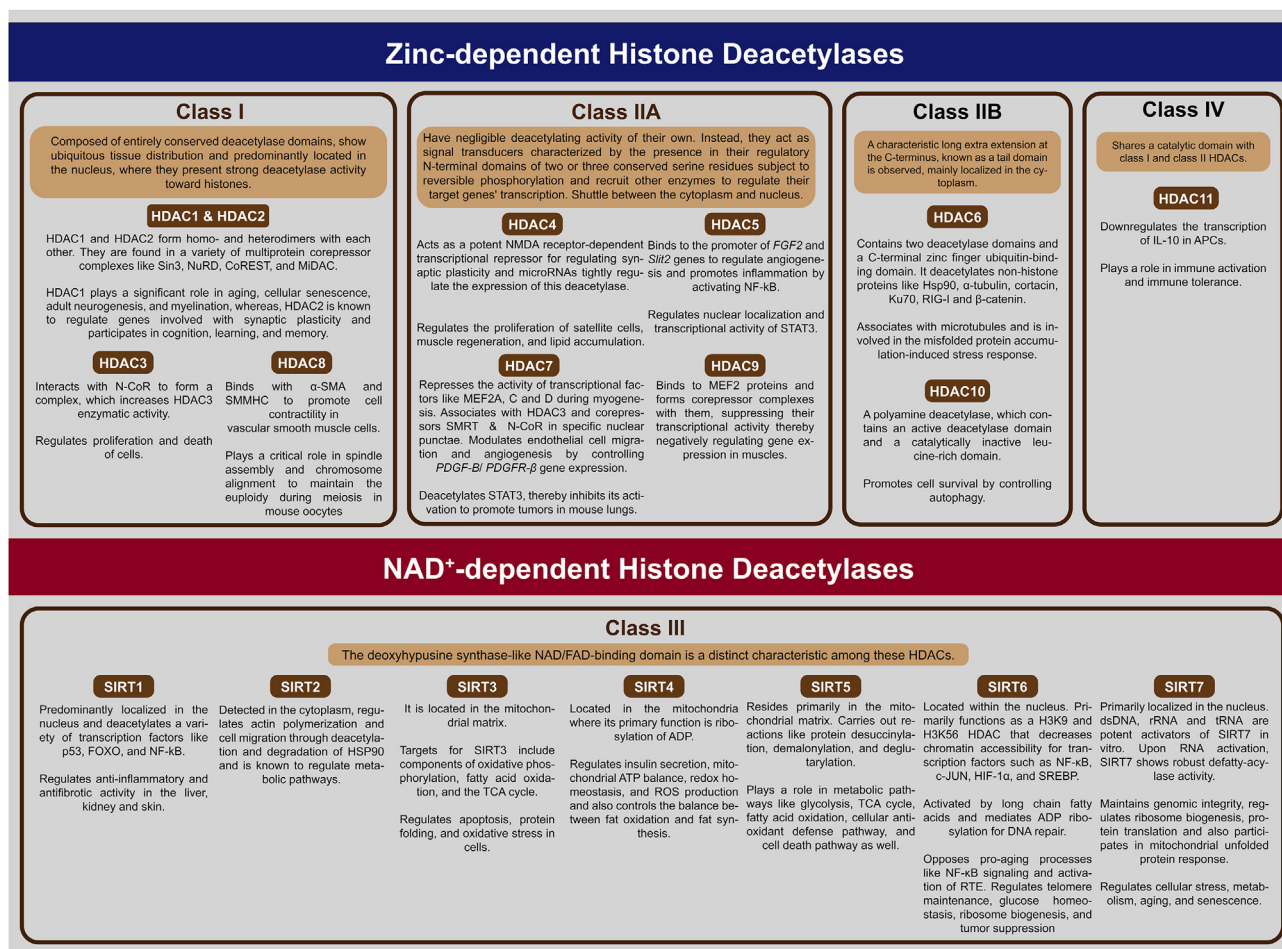 Zinc-dependent Histone Deacetylases
Class I
Composed of entirely conserved deacetylase domains, show
ubiquitous tissue distribution and predominantly located in
the nucleus, where they present strong deacetylase activity
toward histones.
HDAC1 & HDAC2
HDAC1 and HDAC2 form homo- and heterodimers with each
other. They are found in a variety of multiprotein corepressor
complexes like Sin3, NuRD, CoREST, and MiDAC.
HDAC1 plays a significant role in aging, cellular senescence,
adult neurogenesis, and myelination, whereas, HDAC2 is known
to regulate genes involved with synaptic plasticity and
participates in cognition, learning, and memory.
HDAC3
Interacts with N-CoR to form a
complex, which increases HDAC3
enzymatic activity.
Regulates proliferation and death
of cells.
HDAC8
Binds with α-SMA and
SMMHC to promote cell
contractility in
vascular smooth muscle cells.
Plays a critical role in spindle
assembly and chromosome
alignment to maintain the
euploidy during meiosis in
mouse oocytes
Class IIA
Have negligible deacetylating activity of their own. Instead, they act as
signal transducers characterized by the presence in their regulatory
N-terminal domains of two or three conserved serine residues subject to
reversible phosphorylation and recruit other enzymes to regulate their
target genes' transcription. Shuttle between the cytoplasm and nucleus.
HDAC4
Acts as a potent NMDA receptor-dependent
transcriptional repressor for regulating syn-
aptic plasticity and microRNAs tightly regu-
late the expression of this deacetylase.
Regulates the proliferation of satellite cells,
muscle regeneration, and lipid accumulation.
HDAC5
Binds to the promoter of FGF2 and
Slit2 genes to regulate angiogene-
sis and promotes inflammation by
activating NF-kB.
Regulates nuclear localization and
transcriptional activity of STAT3.
HDAC7
Represses the activity of transcriptional fac-
tors like MEF2A, C and D during myogene-
sis. Associates with HDAC3 and corepres-
sors SMRT & N-CoR in specific nuclear
punctae. Modulates endothelial cell migra-
tion and angiogenesis by controlling
PDGF-B/ PDGFR-β gene expression.
Deacetylates STAT3, thereby inhibits its acti-
vation to promote tumors in mouse lungs.
HDAC9
Binds to MEF2 proteins and
forms corepressor complexes
with them, suppressing their
transcriptional activity thereby
negatively regulating gene ex-
pression in muscles.
Class IIB
A characteristic long extra extension at
the C-terminus, known as a tail domain
is observed, mainly localized in the cy-
toplasm.
HDAC6
Contains two deacetylase domains and
a C-terminal zinc finger ubiquitin-bind-
ing domain. It deacetylates non-histone
proteins like Hsp90, α-tubulin, cortacin,
Ku70, RIG-I and β-catenin.
Associates with microtubules and is in-
volved in the misfolded protein accumu-
lation-induced stress response.
HDAC10
A polyamine deacetylase, which con-
tains an active deacetylase domain
and a catalytically inactive leu-
cine-rich domain.
Promotes cell survival by controlling
autophagy.
Class IV
Shares a catalytic domain with
class I and class II HDACs.
HDAC11
Downregulates the transcription
of IL-10 in APCs.
Plays a role in immune activation
and immune tolerance.
NAD⁺-dependent Histone Deacetylases
Class III
The deoxyhypusine synthase-like NAD/FAD-binding domain is a distinct characteristic among these HDACs.
SIRT1
Predominantly localized in the
nucleus and deacetylates a vari-
ety of transcription factors like
p53, FOXO, and NF-kB.
Regulates anti-inflammatory and
antifibrotic activity in the liver,
kidney and skin.
SIRT2
Detected in the cytoplasm, regu-
lates actin polymerization and
cell migration through deacetyla-
tion and degradation of HSP90
and is known to regulate meta-
bolic pathways.
SIRT3
It is located in the mitochon-
drial matrix.
Targets for SIRT3 include
components of oxidative phos-
phorylation, fatty acid oxida-
tion, and the TCA cycle.
Regulates apoptosis, protein
folding, and oxidative stress in
cells.
SIRT4
Located in the mitochondria
where its primary function is ribo-
sylation of ADP.
Regulates insulin secretion, mito-
chondrial ATP balance, redox ho-
meostasis, and ROS production
and also controls the balance be-
tween fat oxidation and fat syn-
thesis.
SIRT5
Resides primarily in the mito-
chondrial matrix. Carries out re-
actions like protein desuccinyl-
ation, demalonylation, and deglu-
tarylation.
Plays a role in metabolic path-
ways like glycolysis, TCA cycle,
fatty acid oxidation, cellular anti-
oxidant defense pathway, and
cell death pathway as well.
SIRT6
Located within the nucleus. Pri-
marily functions as a H3K9 and
H3K56 HDAC that decreases
chromatin accessibility for tran-
scription factors such as NF-κB,
c-JUN, HIF-1α, and SREBP.
Activated by long chain fatty
acids and mediates ADP ribo-
sylation for DNA repair.
Opposes pro-aging processes
like NF-κB signaling and activa-
tion of RTE. Regulates telomere
maintenance, glucose homeo-
stasis, ribosome biogenesis, and
tumor suppression
SIRT7
Primarily localized in the nucleus.
dsDNA, rRNA and tRNA are
potent activators of SIRT7 in
vitro. Upon RNA activation,
SIRT7 shows robust defatty-acy-
lase activity.
Maintains genomic integrity, reg-
ulates ribosome biogenesis, pro-
tein translation and also partici-
pates in mitochondrial unfolded
protein response.
Regulates cellular stress, metab-
olism, aging, and senescence.